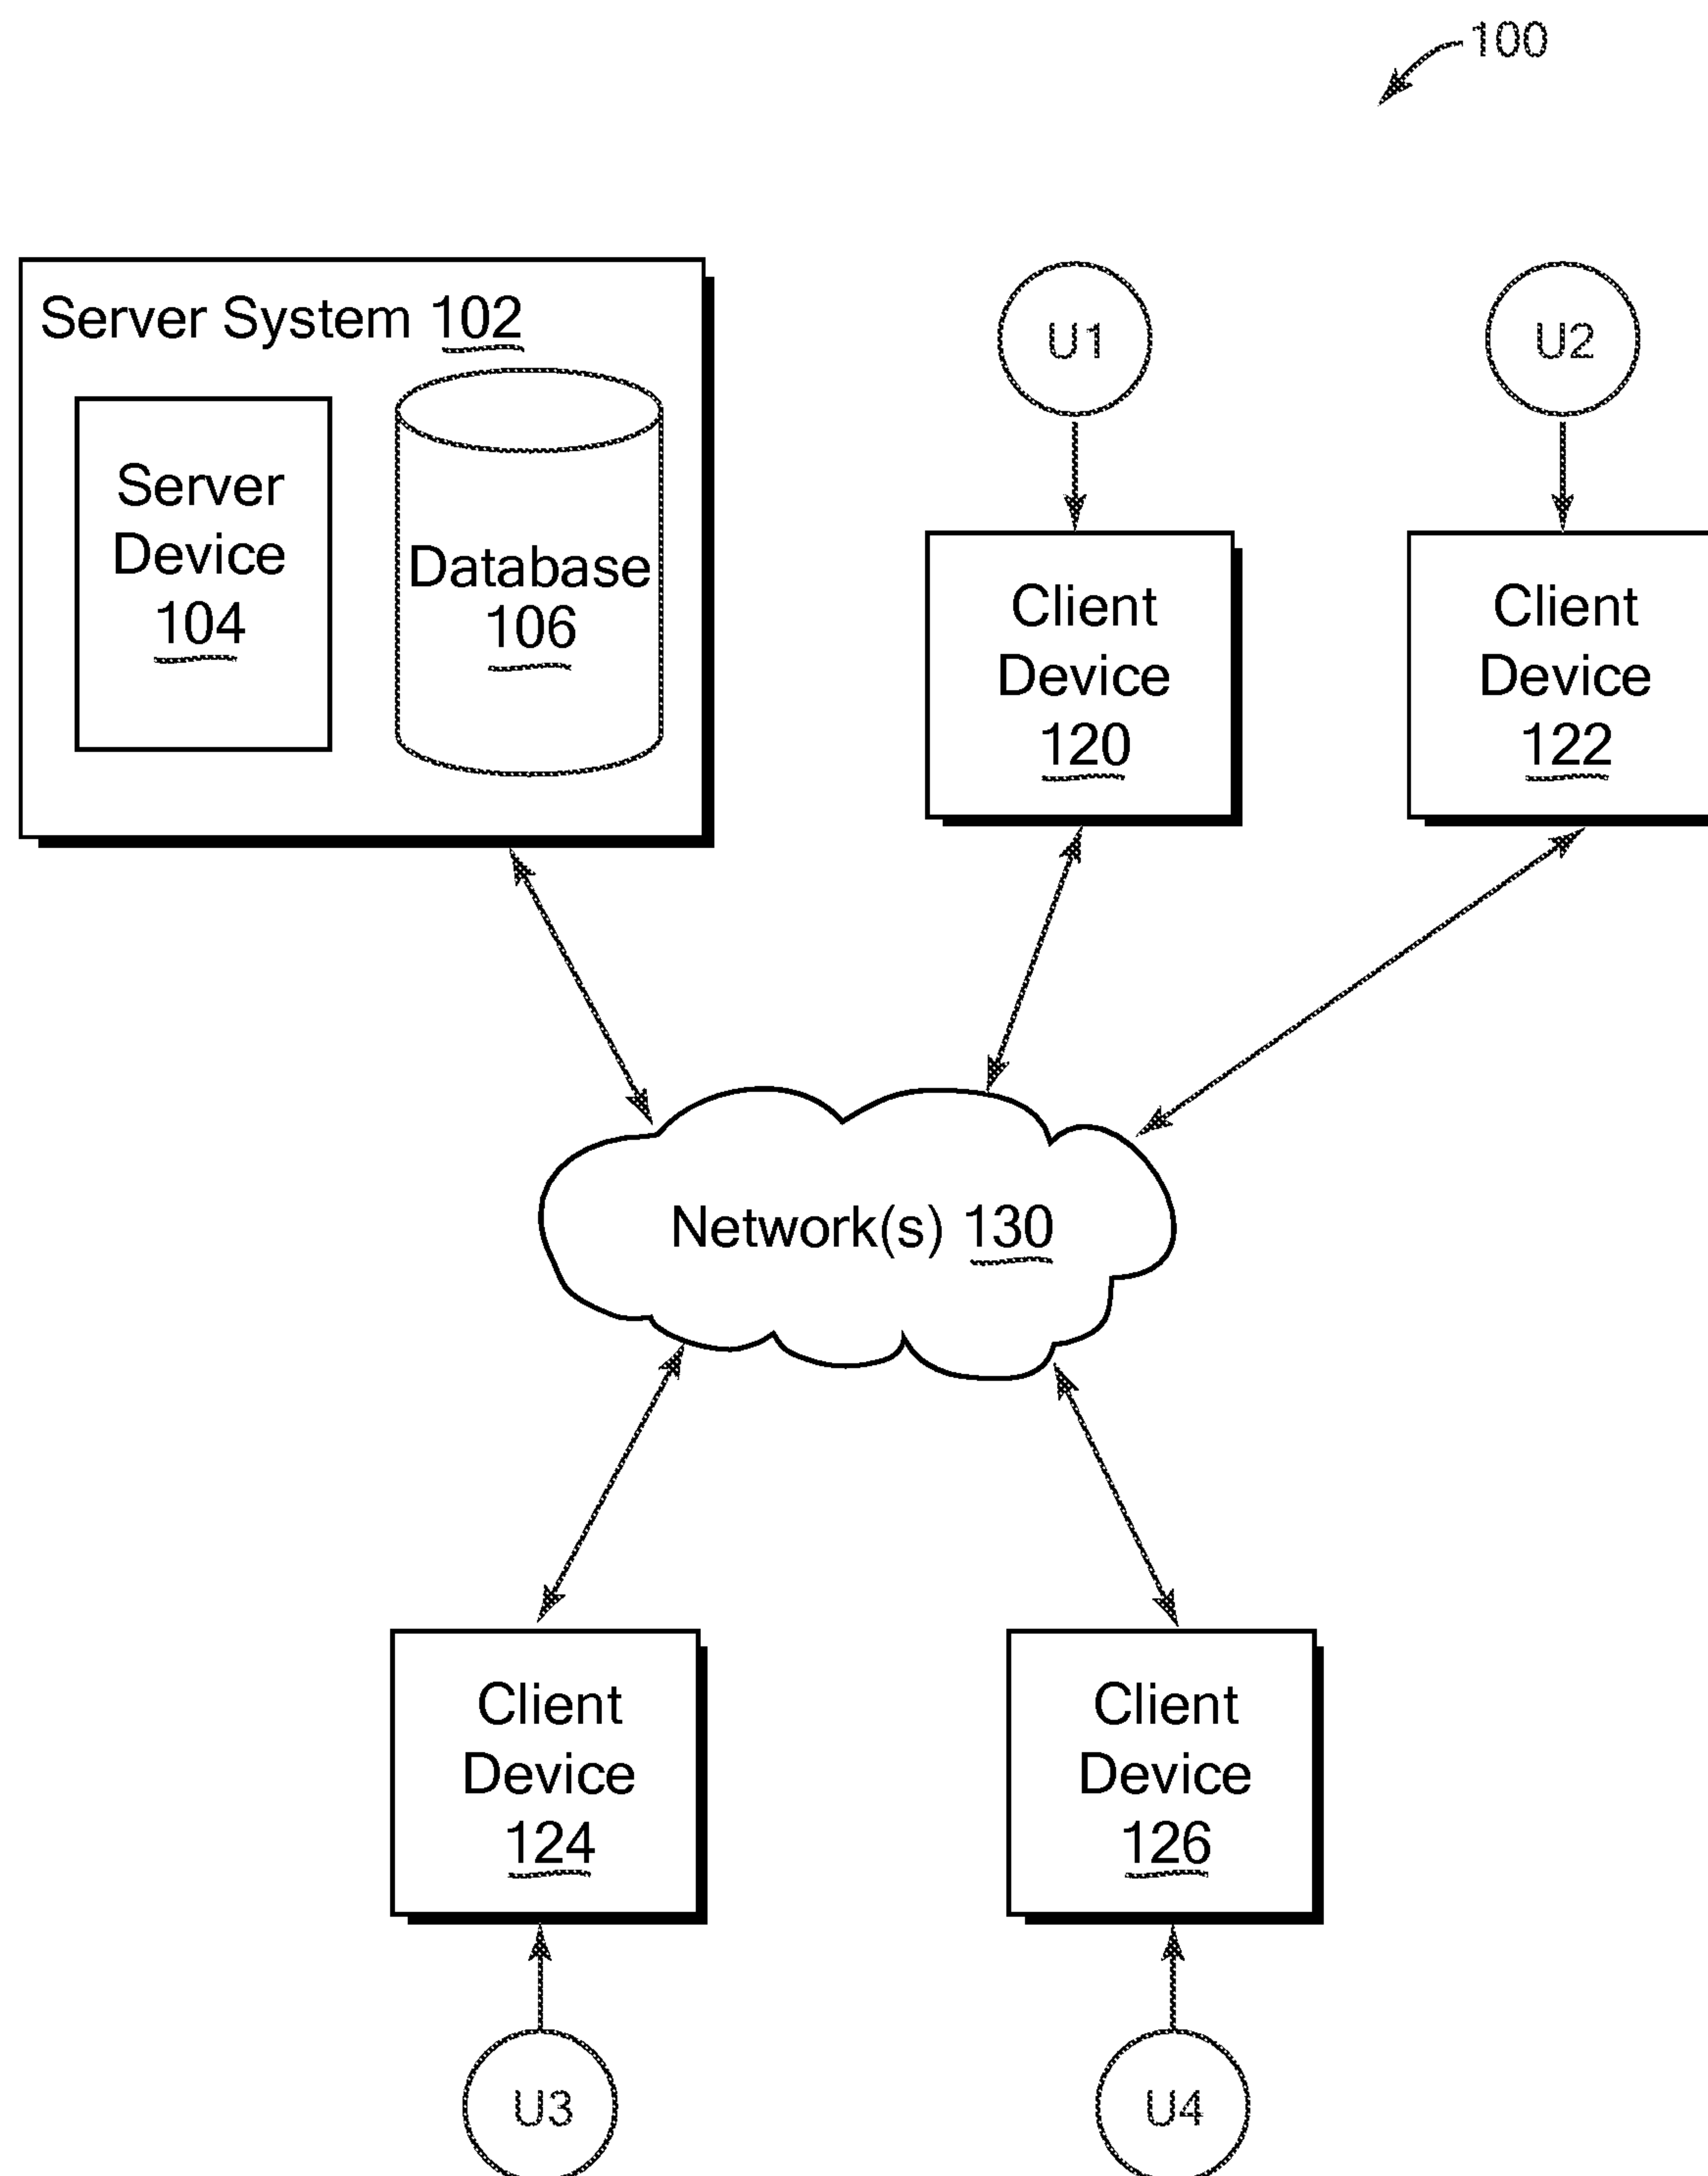 100
Server System 102
U1
U2
Server
Device
104
Database
106
Client
Device
120
Client
Device
122
Network(s) 130
Client
Device
124
Client
Device
126
U3
U4